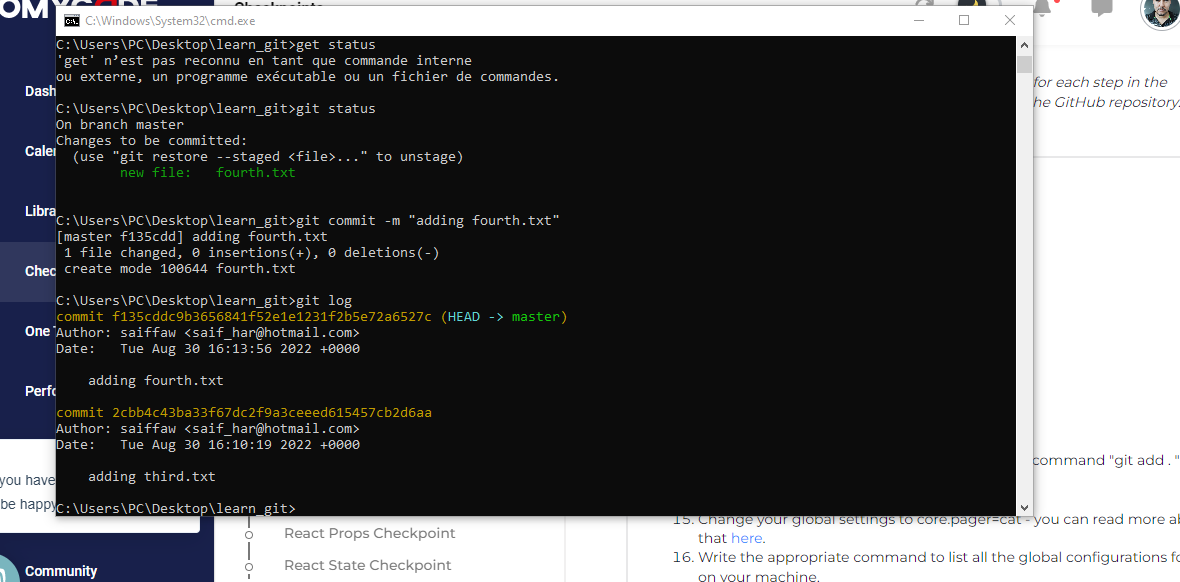 OMYCODE
Checkpoints
C:\Windows\System32\cmd.exe
C:\Users\PC\Desktop\learn_git>get status
'get' n’est pas reconnu en tant que commande interne
ou externe, un programme exécutable ou un fichier de commandes.
C:\Users\PC\Desktop\learn_git>git status
On branch master
Changes to be committed:
(use "git restore --staged <file>..." to unstage)
new file:   fourth.txt
C:\Users\PC\Desktop\learn_git>git commit -m "adding fourth.txt"
[master f135cdd] adding fourth.txt
1 file changed, 0 insertions(+), 0 deletions(-)
create mode 100644 fourth.txt
C:\Users\PC\Desktop\learn_git>git log
commit f135cddc9b3656841f52e1e1231f2b5e72a6527c (HEAD -> master)
Author: saiffaw <saif_har@hotmail.com>
Date:   Tue Aug 30 16:13:56 2022 +0000
adding fourth.txt
commit 2cbb4c43ba33f67dc2f9a3ceeed615457cb2d6aa
Author: saiffaw <saif_har@hotmail.com>
Date:   Tue Aug 30 16:10:19 2022 +0000
adding third.txt
C:\Users\PC\Desktop\learn_git>
Dash
Caler
Libra
Chec
One
Perfo
you have
be happy
Community
React Props Checkpoint
React State Checkpoint
for each step in the
he GitHub repository.
command "git add . "
15. Change your global settings to core.pager=cat - you can read more ab
that here.
16. Write the appropriate command to list all the global configurations fo
on your machine.